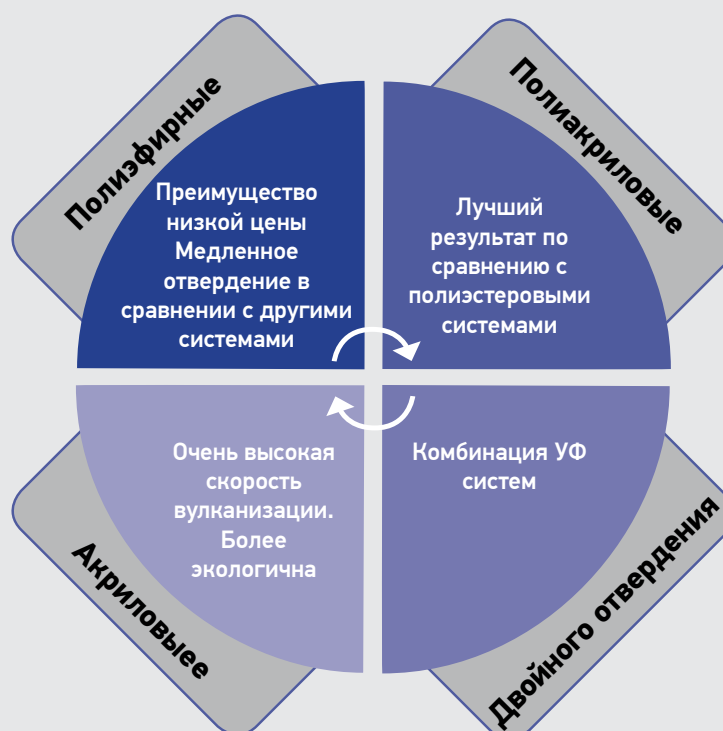 Полиэфирные
Преимущество
низкой цены
Медленное
отвердение в
сравнении с другими
системами
Полиакриловые
Лучший
результат по
сравнению с
полиэстеровыми
системами
Акриловыее
Очень высокая
скорость
вулканизации.
Более
экологична
Двойного отвердения
Комбинация УФ
систем